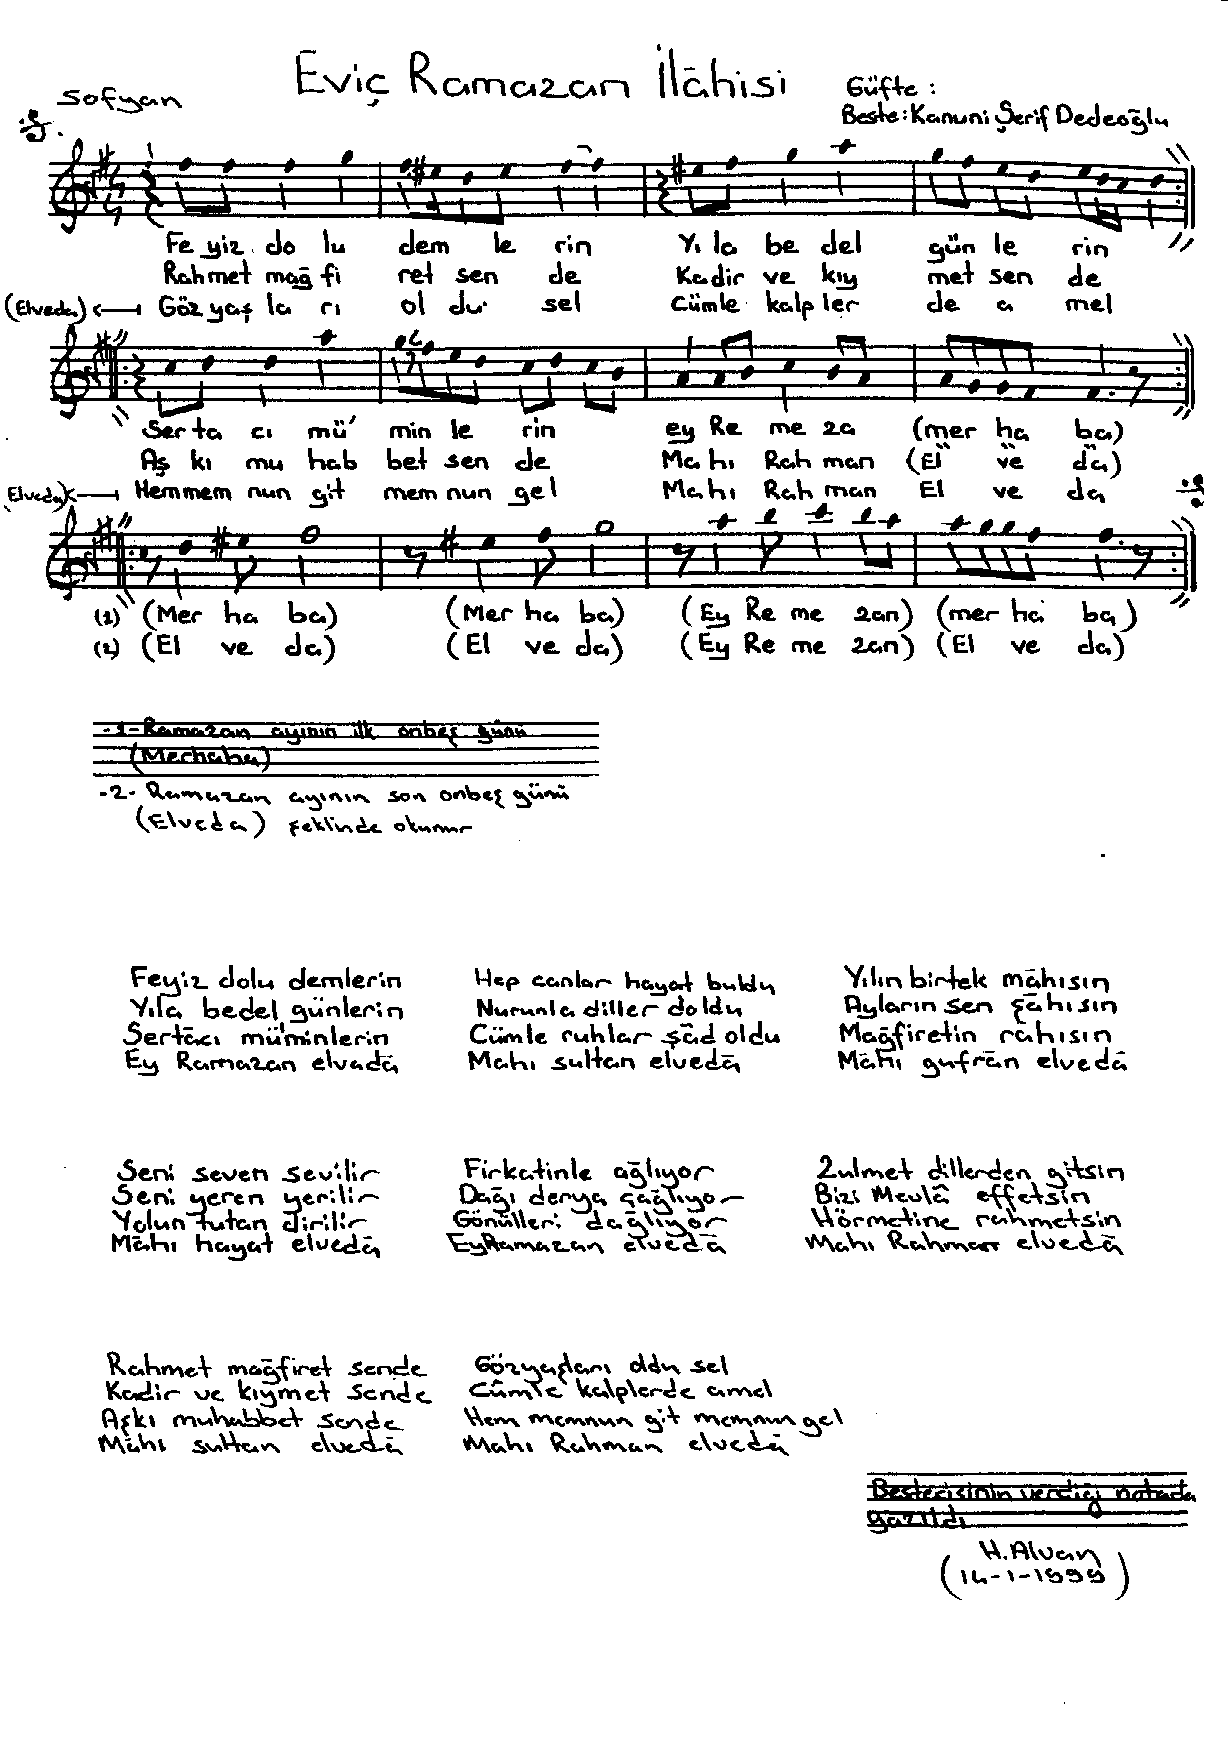 Eviç Ramazan İlâhisi
Sofyan
Güfte :
Beste: Kanuni Şerif Dedeoğlu
Fe yiz do lu dem le rin Yı la be del gün le rin
Rahmet mağ fi ret sen de Kadir ve kıy met sen de
(Elveda) Göz yaş la rı ol du sel Cümle kalp ler de a mel
Ser ta cı mü' min le rin ey Re me za (mer ha ba)
Aş kı mu hab bet sen de Ma hı Rah man (El ve da)
(Elveda) Hem mem nun git mem nun gel Ma hı Rah man El ve da
(1) (Mer ha ba) (Mer ha ba) (Ey Re me zan) (mer ha ba)
(2) (El ve da) (El ve da) (Ey Re me zan) (El ve da)
-1- Ramazan ayının ilk onbeş günü
(Merhaba)
-2- Ramazan ayının son onbeş günü
(Elveda) şeklinde okunur
Feyiz dolu demlerin
Yıla bedel günlerin
Sertâcı mü'minlerin
Ey Ramazan elvadâ
Hep canlar hayat buldu
Nurunla diller doldu
Cümle ruhlar şâd oldu
Mahı sultan elvedâ
Yılın birtek mâhısın
Ayların sen şâhısın
Mağfiretin râhısın
Mâhı gufrân elvedâ
Seni seven sevilir
Seni yeren yerilir
Yolun tutan dirilir
Mâhı hayat elvedâ
Firkatinle ağlıyor
Dağı derya çağlıyor
Gönülleri dağlıyor
Ey Ramazan elvedâ
Zulmet dillerden gitsin
Bizi Mevlâ effetsin
Hörmetine rahmetsin
Mahı Rahman elvedâ
Rahmet mağfiret sende
Kadir ve kıymet sende
Aşkı muhabbet sende
Mâhı sultan elvedâ
Gözyaşları oldu sel
Cümle kalplerde amel
Hem memnun git memnun gel
Mahı Rahman elvedâ
Bestecisinin verdiği notada
yazıldı
H. Alvan
(14-1-1999)